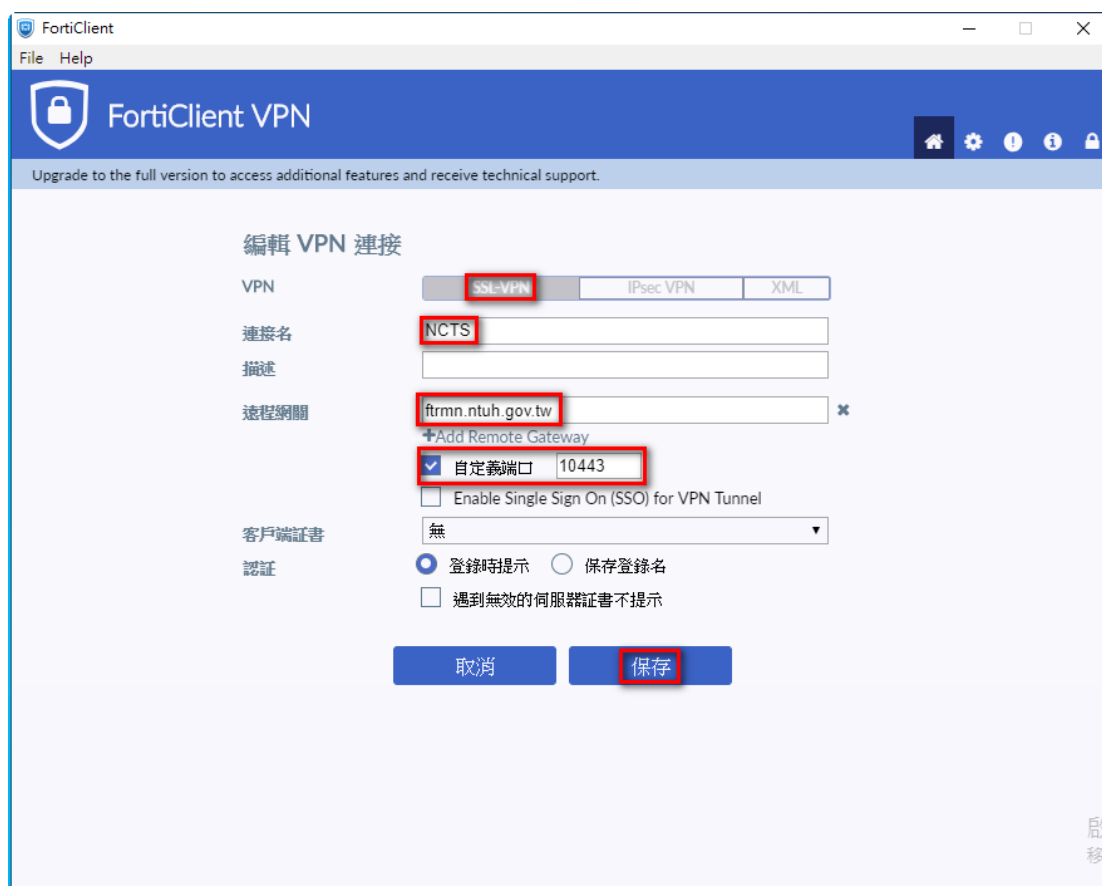 FortiClient
File Help
FortiClient VPN
Upgrade to the full version to access additional features and receive technical support.
編輯 VPN 連接
VPN SSL-VPN IPsec VPN XML
連接名 NCTS
描述
遠程網關 ftrmn.ntuh.gov.tw
+Add Remote Gateway
自定義端口 10443
Enable Single Sign On (SSO) for VPN Tunnel
客戶端証書 無
認証 登錄時提示 保存登錄名
遇到無效的伺服器証書不提示
取消 保存
移